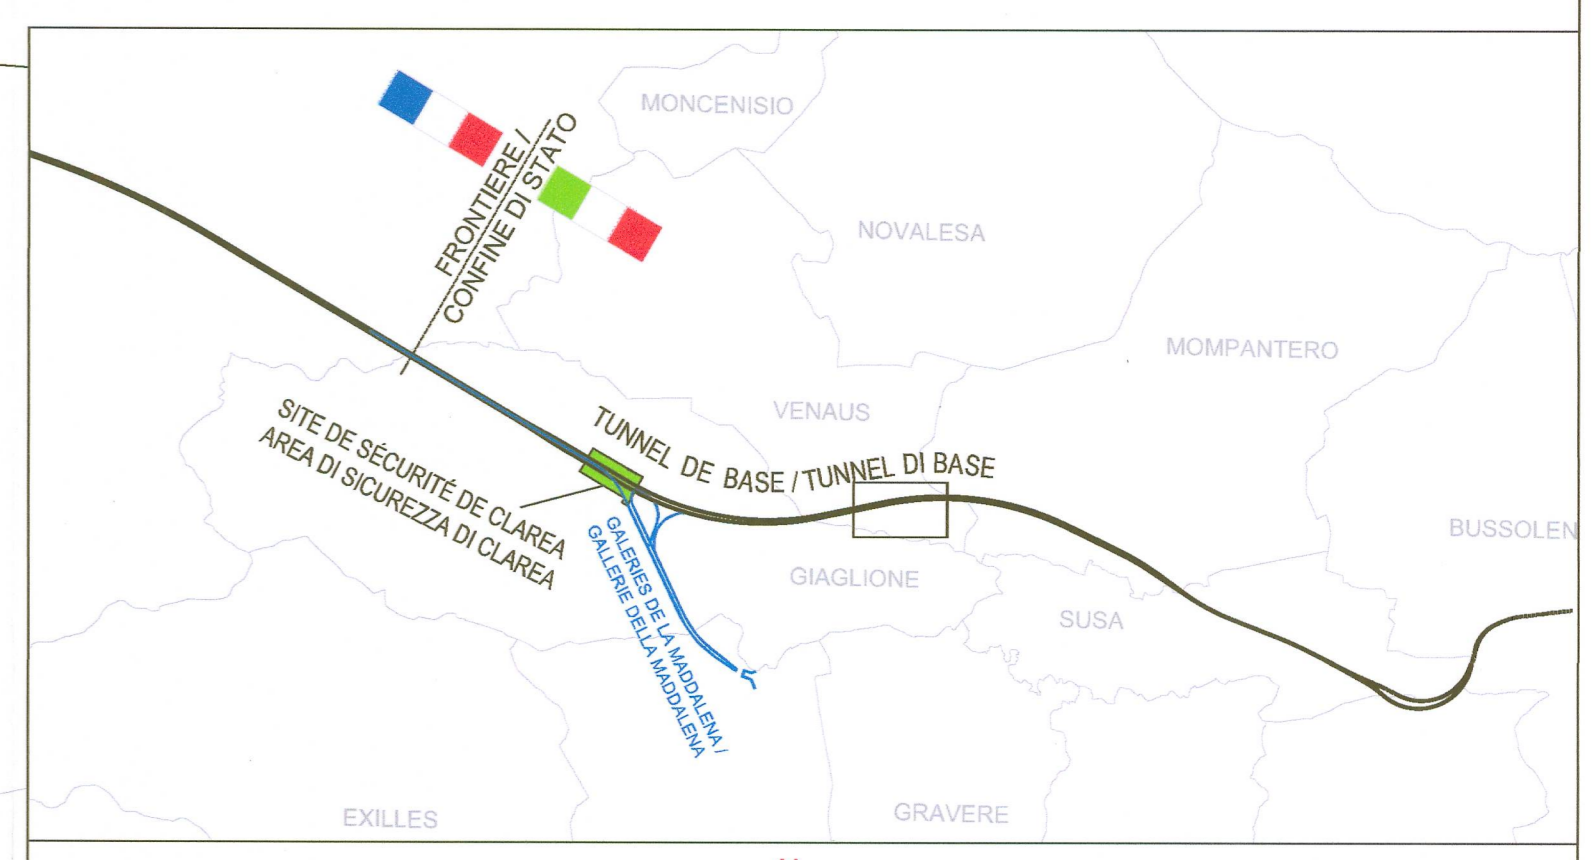 MONCENISIO
FRONTIERE /
CONFINE DI STATO
NOVALESA
MOMPANTERO
VENAUS
TUNNEL DE BASE / TUNNEL DI BASE
SITE DE SÉCURITÉ DE CLAREA
AREA DI SICUREZZA DI CLAREA
BUSSOLEN
GIAGLIONE
GALERIES DE LA MADDALENA /
GALLERIE DELLA MADDALENA
SUSA
EXILLES
GRAVERE